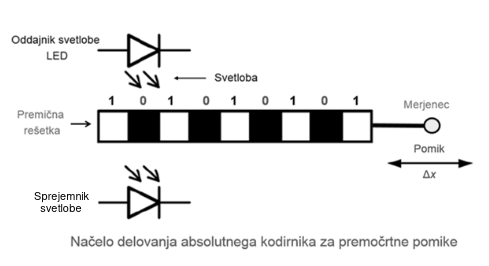 Oddajnik svetlobe
LED
Svetloba
1 0 1 0 1 0 1 0 1
Premična
rešetka
Merjenec
Pomik
Δx
Sprejemnik
svetlobe
Načelo delovanja absolutnega kodirnika za premočrtne pomike